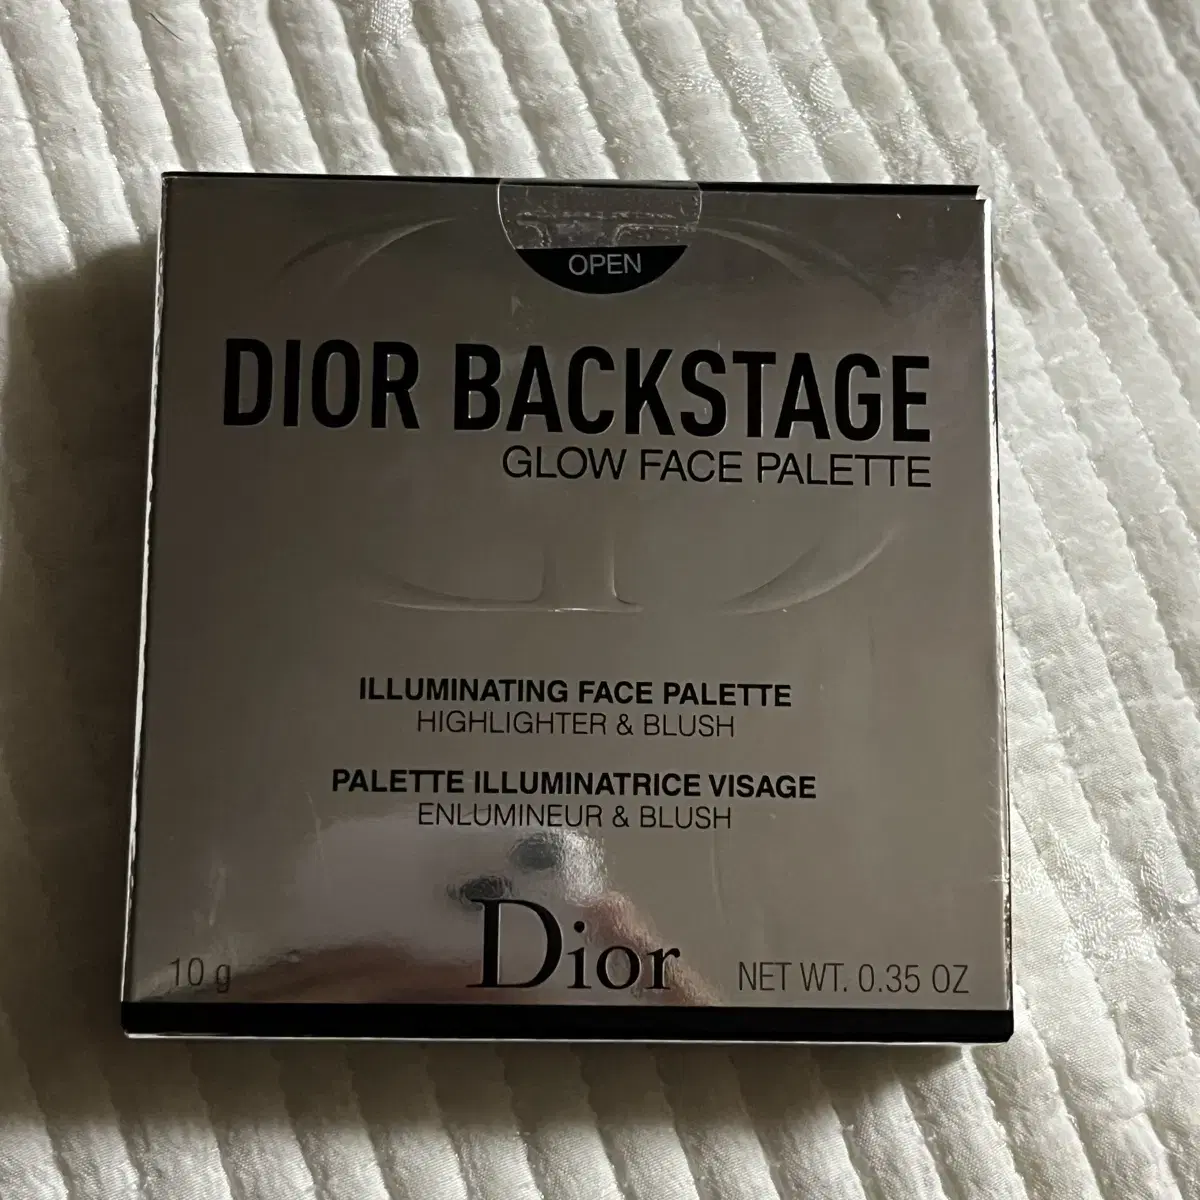 OPEN
DIOR BACKSTAGE
GLOW FACE PALETTE
ILLUMINATING FACE PALETTE
HIGHLIGHTER & BLUSH
PALETTE ILLUMINATRICE VISAGE
ENLUMINEUR & BLUSH
Dior
10 g
NET WT. 0.35 OZ